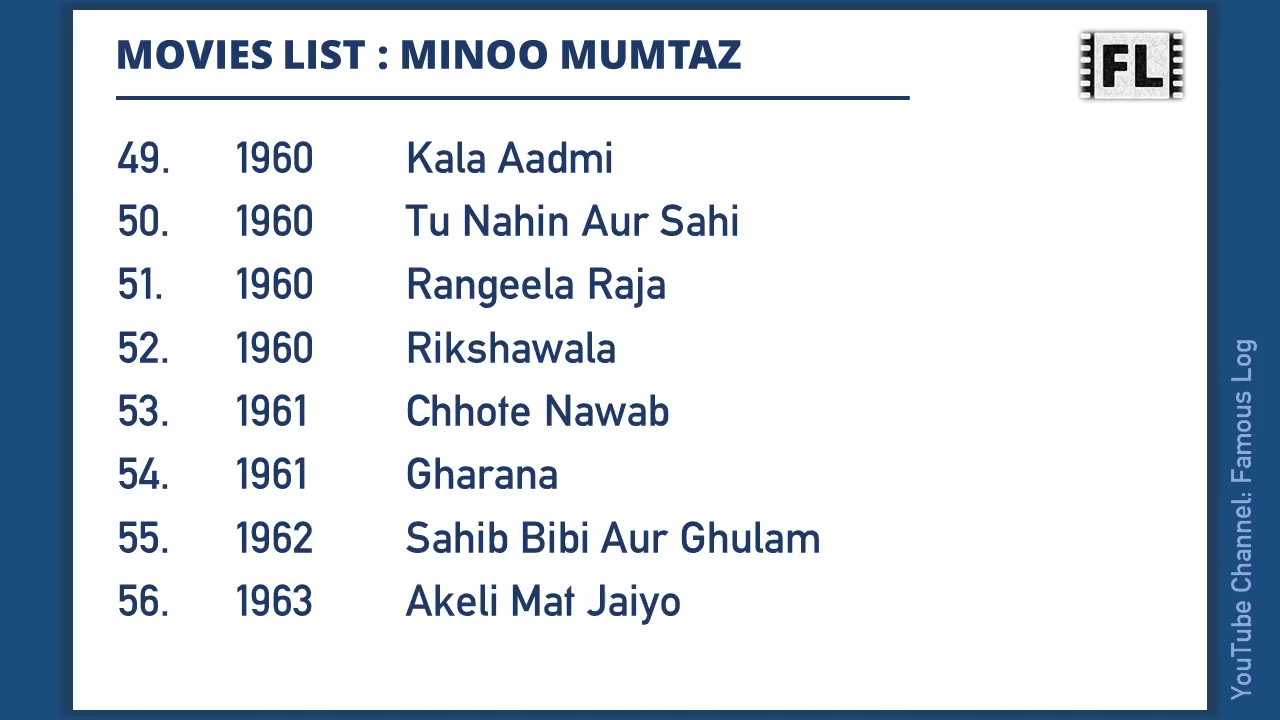 MOVIES LIST : MINOO MUMTAZ
FL
49. 1960 Kala Aadmi
50. 1960 Tu Nahin Aur Sahi
51. 1960 Rangeela Raja
52. 1960 Rikshawala
53. 1961 Chhote Nawab
54. 1961 Gharana
55. 1962 Sahib Bibi Aur Ghulam
56. 1963 Akeli Mat Jaiyo
YouTube Channel: Famous Log